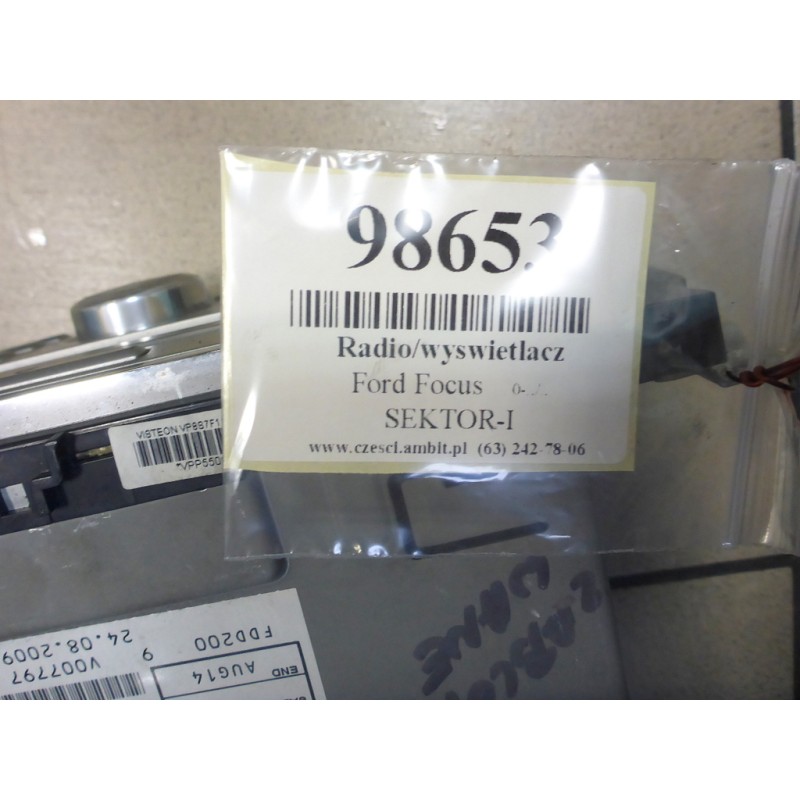 98653
Radio/wyswietlacz
Ford Focus
SEKTOR-I
www.czesci.ambit.pl (63) 242-78-06
VISTEON
24.08.2009
FDD200
V007797
9
AUG14
END